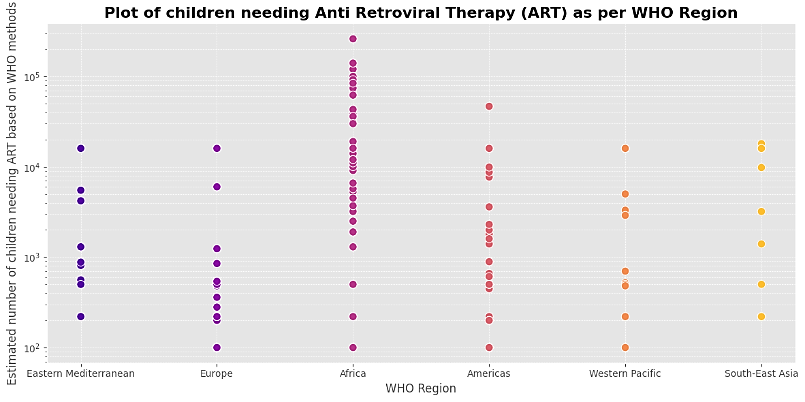 Plot of children needing Anti Retroviral Therapy (ART) as per WHO Region
Estimated number of children needing ART based on WHO methods
10^5
10^4
10^3
10^2
Eastern Mediterranean Europe Africa Americas Western Pacific South-East Asia
WHO Region